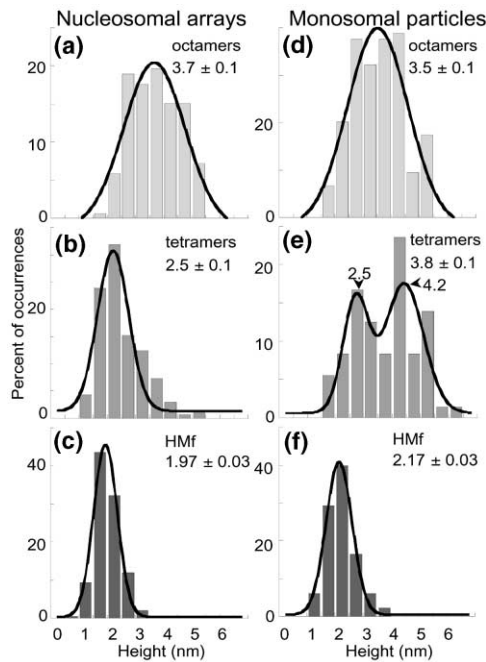 Nucleosomal arrays Monosomal particles
(a) octamers 3.7 ± 0.1
20
10
0
(d) octamers 3.5 ± 0.1
40
20
0
(b) tetramers 2.5 ± 0.1
30
10
0
(e) tetramers 3.8 ± 0.1
2.5
4.2
20
10
0
(c) HMf 1.97 ± 0.03
40
20
0
(f) HMf 2.17 ± 0.03
40
20
0
Percent of occurrences
0 1 2 3 4 5 6
Height (nm)
0 1 2 3 4 5 6
Height (nm)